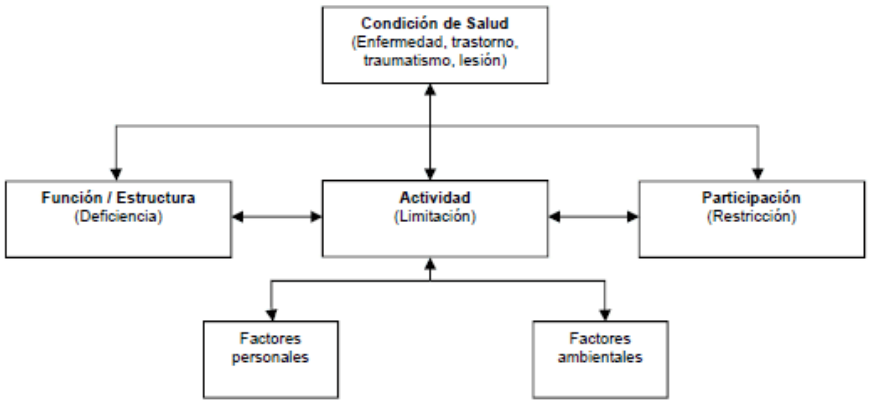 Condición de Salud
(Enfermedad, trastorno,
traumatismo, lesión)
Función / Estructura
(Deficiencia)
Actividad
(Limitación)
Participación
(Restricción)
Factores
personales
Factores
ambientales